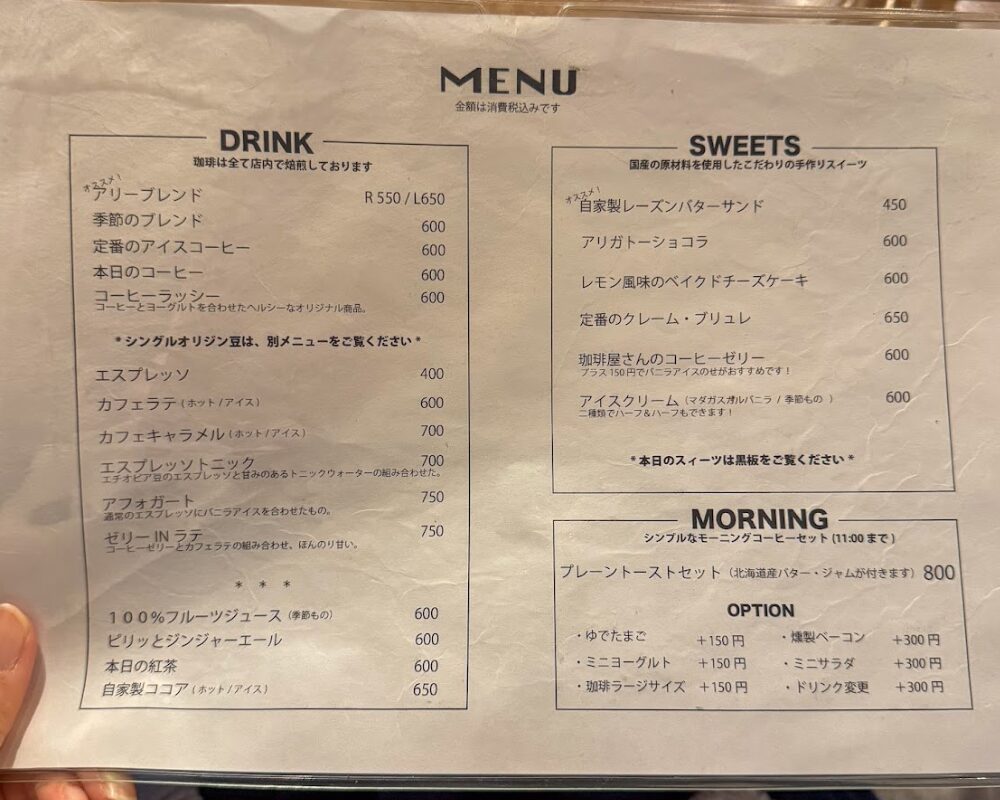 MENU
金額は消費税込みです
DRINK
珈琲は全て店内で焙煎しております
オススメ!
アリーブレンド R 550 / L650
季節のブレンド 600
定番のアイスコーヒー 600
本日のコーヒー 600
コーヒーラッシー 600
コーヒーとヨーグルトを合わせたヘルシーなオリジナル商品。
* シングルオリジン豆は、別メニューをご覧ください *
エスプレッソ 400
カフェラテ ( ホット / アイス ) 600
カフェキャラメル ( ホット / アイス ) 700
エスプレッソトニック 700
エチオピア豆のエスプレッソと甘みのあるトニックウォーターの組み合わせた。
アフォガート 750
通常のエスプレッソにバニラアイスを合わせたもの。
ゼリー IN ラテ 750
コーヒーゼリーとカフェラテの組み合わせ、ほんのり甘い。
* * *
100%フルーツジュース (季節もの) 600
ピリッとジンジャーエール 600
本日の紅茶 600
自家製ココア ( ホット / アイス ) 650
SWEETS
国産の原材料を使用したこだわりの手作りスイーツ
オススメ!
自家製レーズンバターサンド 450
アリガトーショコラ 600
レモン風味のベイクドチーズケーキ 600
定番のクレーム・ブリュレ 650
珈琲屋さんのコーヒーゼリー 600
プラス 150 円でバニラアイスのせがおすすめです!
アイスクリーム (マダガスカルバニラ / 季節もの ) 600
二種類でハーフ&ハーフもできます!
* 本日のスィーツは黒板をご覧ください *
MORNING
シンプルなモーニングコーヒーセット (11:00 まで )
プレーントーストセット (北海道産バター・ジャムが付きます) 800
OPTION
・ゆでたまご +150 円 ・燻製ベーコン +300 円
・ミニヨーグルト +150 円 ・ミニサラダ +300 円
・珈琲ラージサイズ +150 円 ・ドリンク変更 +300 円